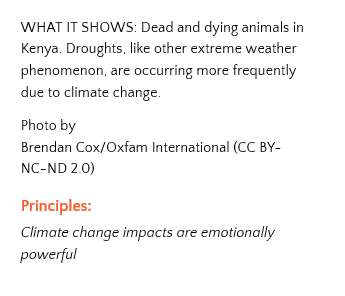 WHAT IT SHOWS: Dead and dying animals in
Kenya. Droughts, like other extreme weather
phenomenon, are occurring more frequently
due to climate change.
Photo by
Brendan Cox/Oxfam International (CC BY-
NC-ND 2.0)
Principles:
Climate change impacts are emotionally
powerful